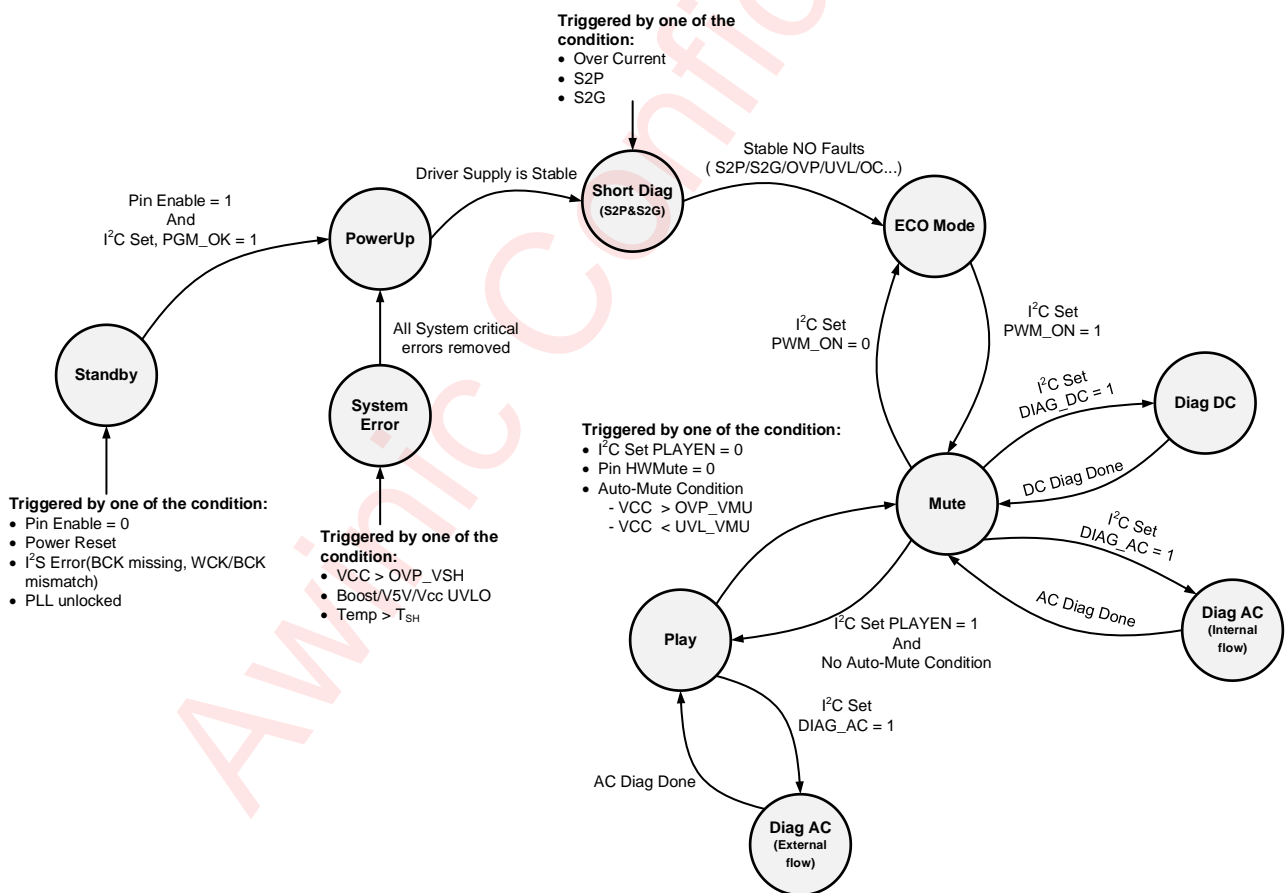 Triggered by one of the
condition:
• Over Current
• S2P
• S2G
Stable NO Faults
( S2P/S2G/OVP/UVL/OC...)
Driver Supply is Stable
Short Diag
(S2P&S2G)
ECO Mode
Pin Enable = 1
And
I²C Set, PGM_OK = 1
PowerUp
All System critical
errors removed
I²C Set
PWM_ON = 0
I²C Set
PWM_ON = 1
Standby
System
Error
I²C Set
DIAG_DC = 1
Diag DC
DC Diag Done
Triggered by one of the condition:
• I²C Set PLAYEN = 0
• Pin HWMute = 0
• Auto-Mute Condition
- VCC > OVP_VMU
- VCC < UVL_VMU
Mute
Triggered by one of the condition:
• Pin Enable = 0
• Power Reset
• I²S Error(BCK missing, WCK/BCK
mismatch)
• PLL unlocked
Triggered by one of the
condition:
• VCC > OVP_VSH
• Boost/V5V/Vcc UVLO
• Temp > TSH
I²C Set
DIAG_AC = 1
AC Diag Done
Diag AC
(Internal
flow)
Play
I²C Set PLAYEN = 1
And
No Auto-Mute Condition
I²C Set
DIAG_AC = 1
AC Diag Done
Diag AC
(External
flow)
Awinic Confic